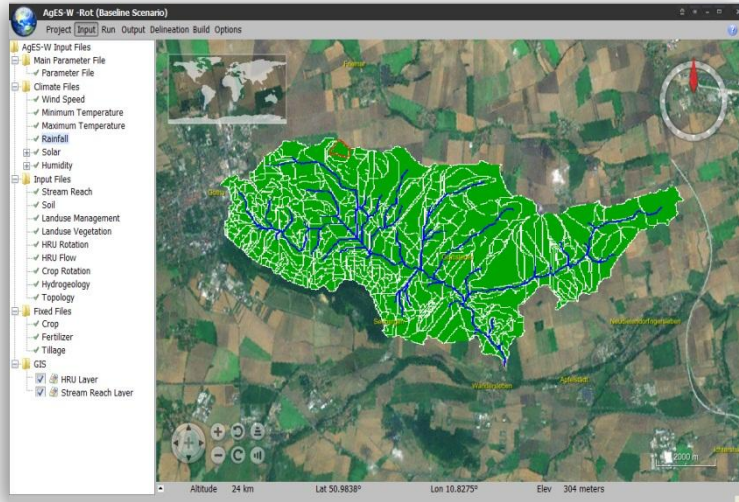 AgES-W -Rot (Baseline Scenario)
Project Input Run Output Delineation Build Options
AgES-W Input Files
Main Parameter File
Parameter File
Climate Files
Wind Speed
Minimum Temperature
Maximum Temperature
Rainfall
Solar
Humidity
Input Files
Stream Reach
Soil
Landuse Management
Landuse Vegetation
HRU Rotation
HRU Flow
Crop Rotation
Hydrogeology
Topology
Fixed Files
Crop
Fertilizer
Tillage
GIS
HRU Layer
Stream Reach Layer
2000 m
Altitude 24 km Lat 50.9838° Lon 10.8275° Elev 304 meters